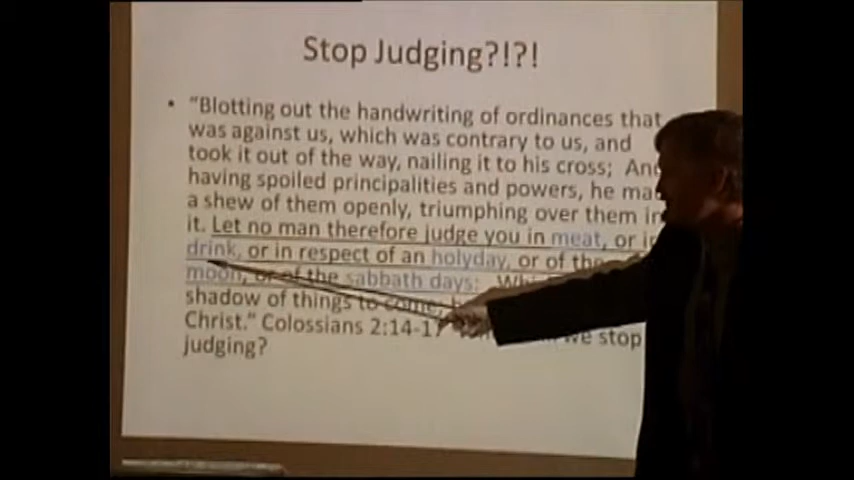 Stop Judging?!?!
• "Blotting out the handwriting of ordinances that
was against us, which was contrary to us, and
took it out of the way, nailing it to his cross; And
having spoiled principalities and powers, he ma
a shew of them openly, triumphing over them in
it. Let no man therefore judge you in meat, or i
drink, or in respect of an holyday, or of the
moon, or of the sabbath days: Whi
shadow of things to come;
Christ." Colossians 2:14-17 we stop
judging?